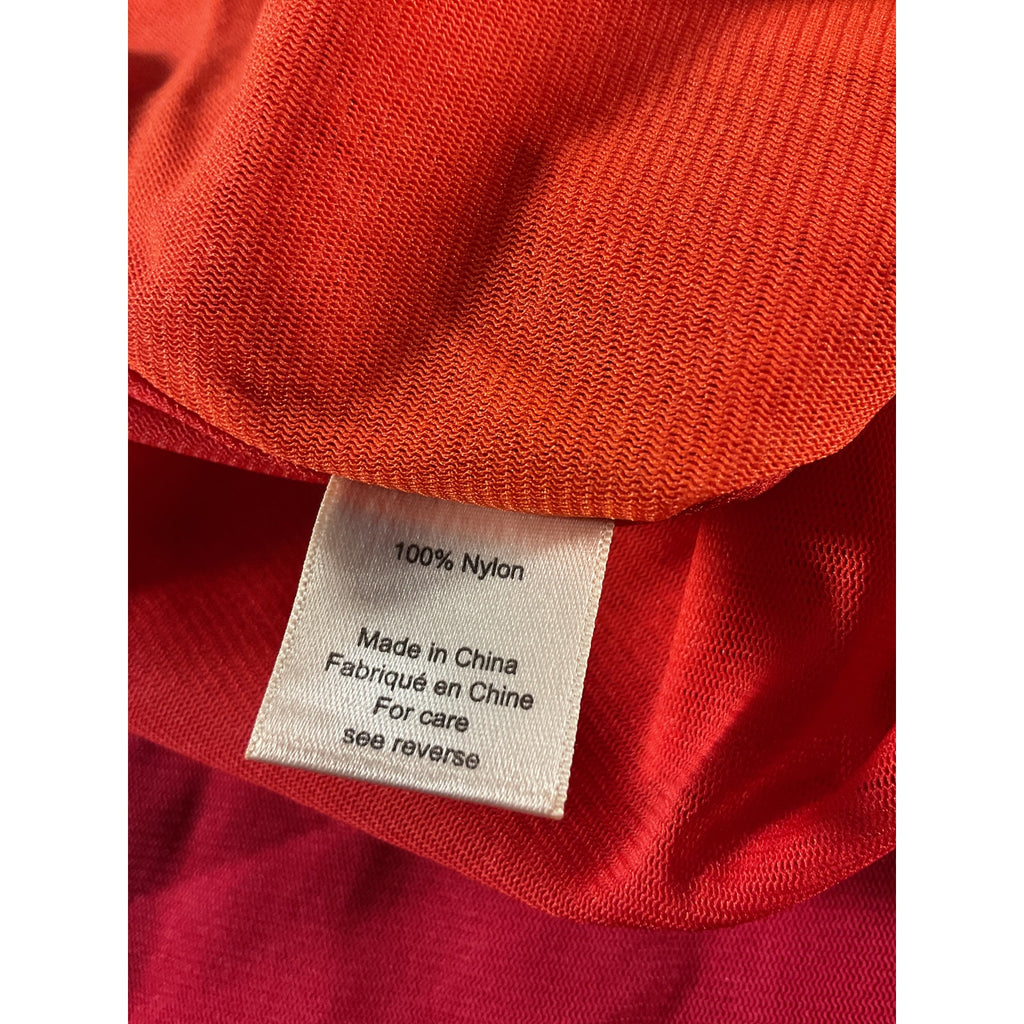 100% Nylon
Made in China
Fabriqué en Chine
For care
see reverse